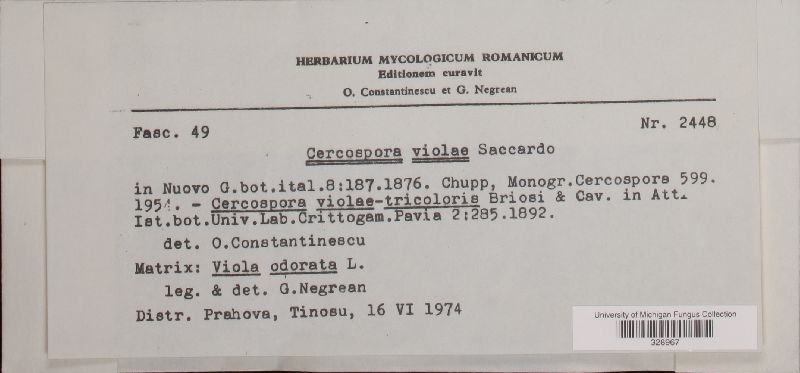 HERBARIUM MYCOLOGICUM ROMANICUM
Editionem curavit
O. Constantinescu et G. Negrean
Fasc. 49
Nr. 2448
Cercospora violae Saccardo
in Nuovo G.bot.ital.8:187.1876. Chupp, Monogr.Cercospora 599.
195 . - Cercospora violae-tricoloris Briosi & Cav. in Att
Ist.bot.Univ.Lab.Crittogam.Pavia 2:285.1892.
det. O.Constantinescu
Matrix: Viola odorata L.
leg. & det. G.Negrean
Distr. Prahova, Tinosu, 16 VI 1974
University of Michigan Fungus Collection
328967